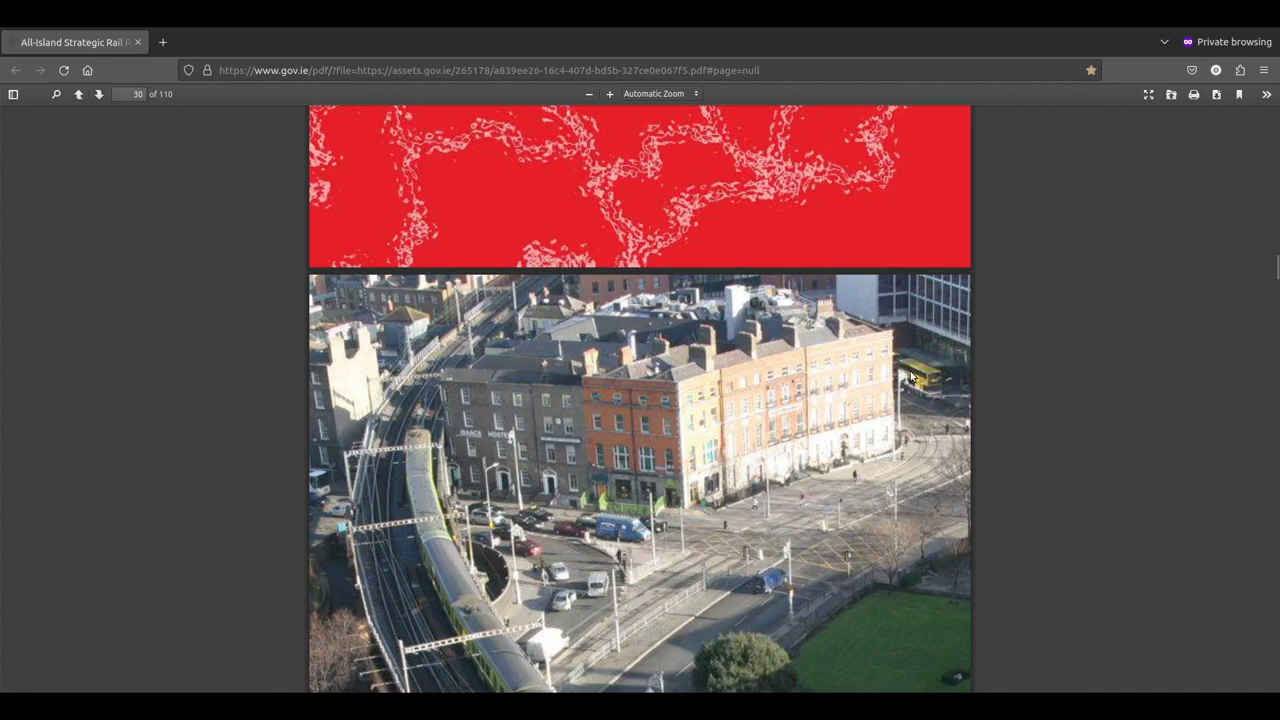 All-Island Strategic Rail R
Private browsing
https://www.gov.ie/pdf/?file=https://assets.gov.ie/265178/a839ee26-16c4-407d-bd5b-327ce0e067f5.pdf#page=null
30 of 110
Automatic Zoom
ISAACS HOSTEL